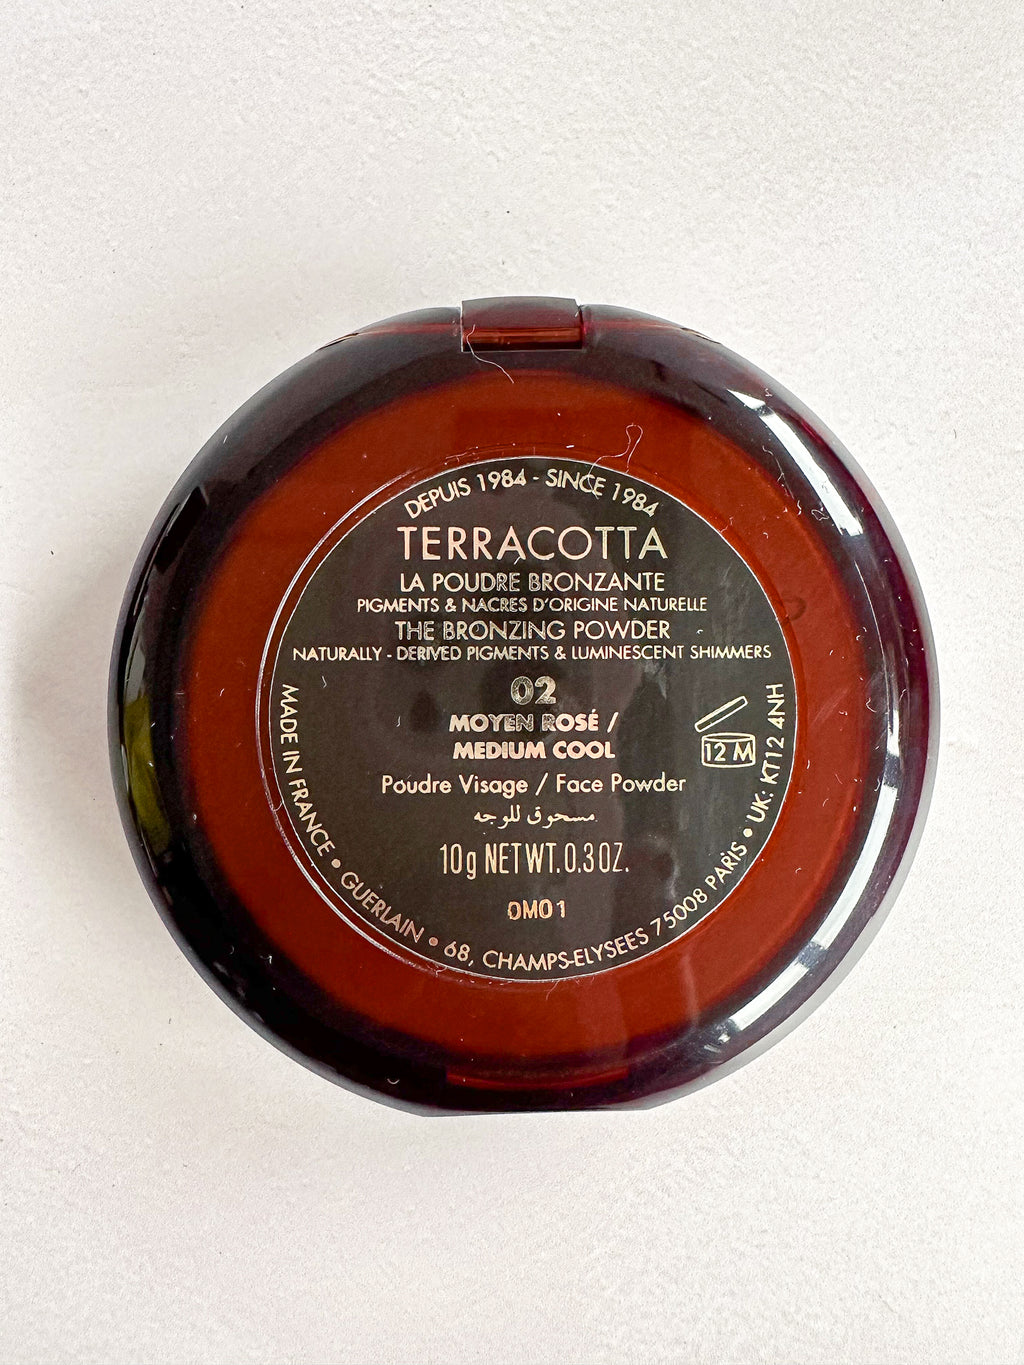 DEPUIS 1984 - SINCE 1984
TERRACOTTA
LA POUDRE BRONZANTE
PIGMENTS & NACRES D'ORIGINE NATURELLE
THE BRONZING POWDER
NATURALLY - DERIVED PIGMENTS & LUMINESCENT SHIMMERS
02
MOYEN ROSÉ /
MEDIUM COOL
12 M
Poudre Visage / Face Powder
مسحوق للوجه
10g NET WT. 0.3 OZ.
0M01
MADE IN FRANCE • GUERLAIN • 68, CHAMPS-ELYSEES 75008 PARIS • UK: KT12 4NH